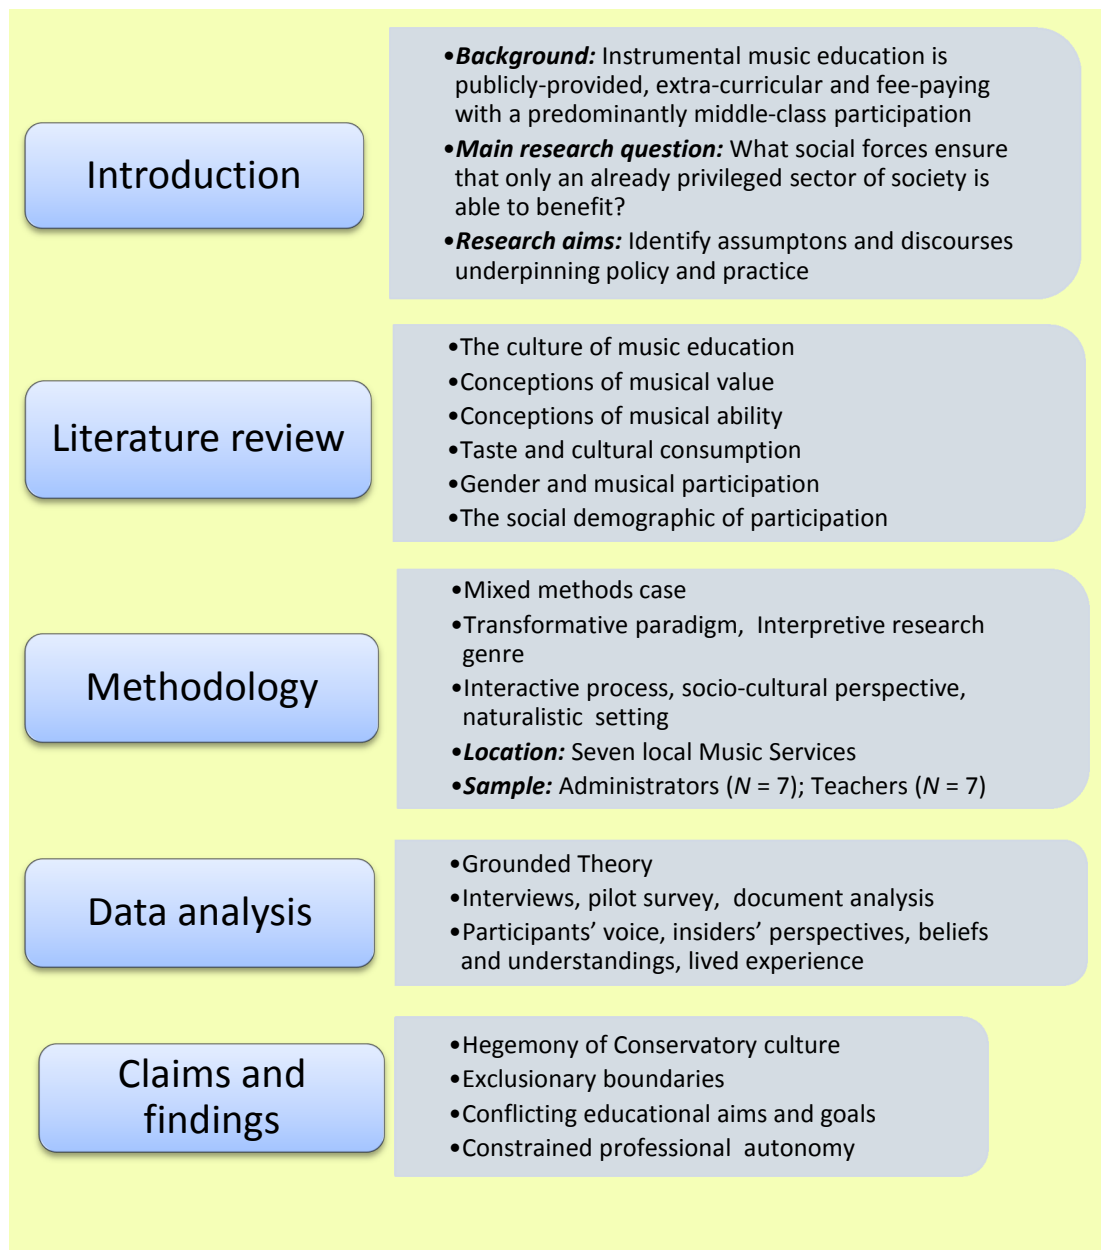 Introduction
•Background: Instrumental music education is
publicly-provided, extra-curricular and fee-paying
with a predominantly middle-class participation
•Main research question: What social forces ensure
that only an already privileged sector of society is
able to benefit?
•Research aims: Identify assumptons and discourses
underpinning policy and practice
Literature review
•The culture of music education
•Conceptions of musical value
•Conceptions of musical ability
•Taste and cultural consumption
•Gender and musical participation
•The social demographic of participation
Methodology
•Mixed methods case
•Transformative paradigm, Interpretive research
genre
•Interactive process, socio-cultural perspective,
naturalistic setting
•Location: Seven local Music Services
•Sample: Administrators (N = 7); Teachers (N = 7)
Data analysis
•Grounded Theory
•Interviews, pilot survey, document analysis
•Participants’ voice, insiders’ perspectives, beliefs
and understandings, lived experience
Claims and
findings
•Hegemony of Conservatory culture
•Exclusionary boundaries
•Conflicting educational aims and goals
•Constrained professional autonomy